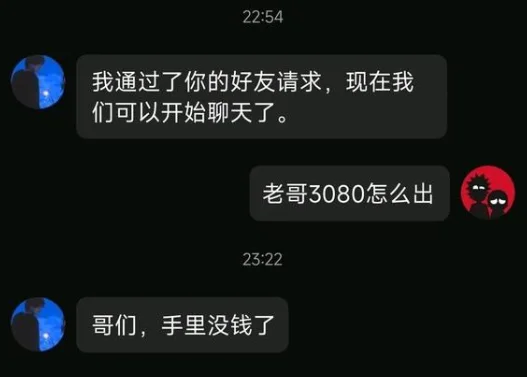 22:54
我通过了你的好友请求，现在我
们可以开始聊天了。
老哥3080怎么出
23:22
哥们，手里没钱了